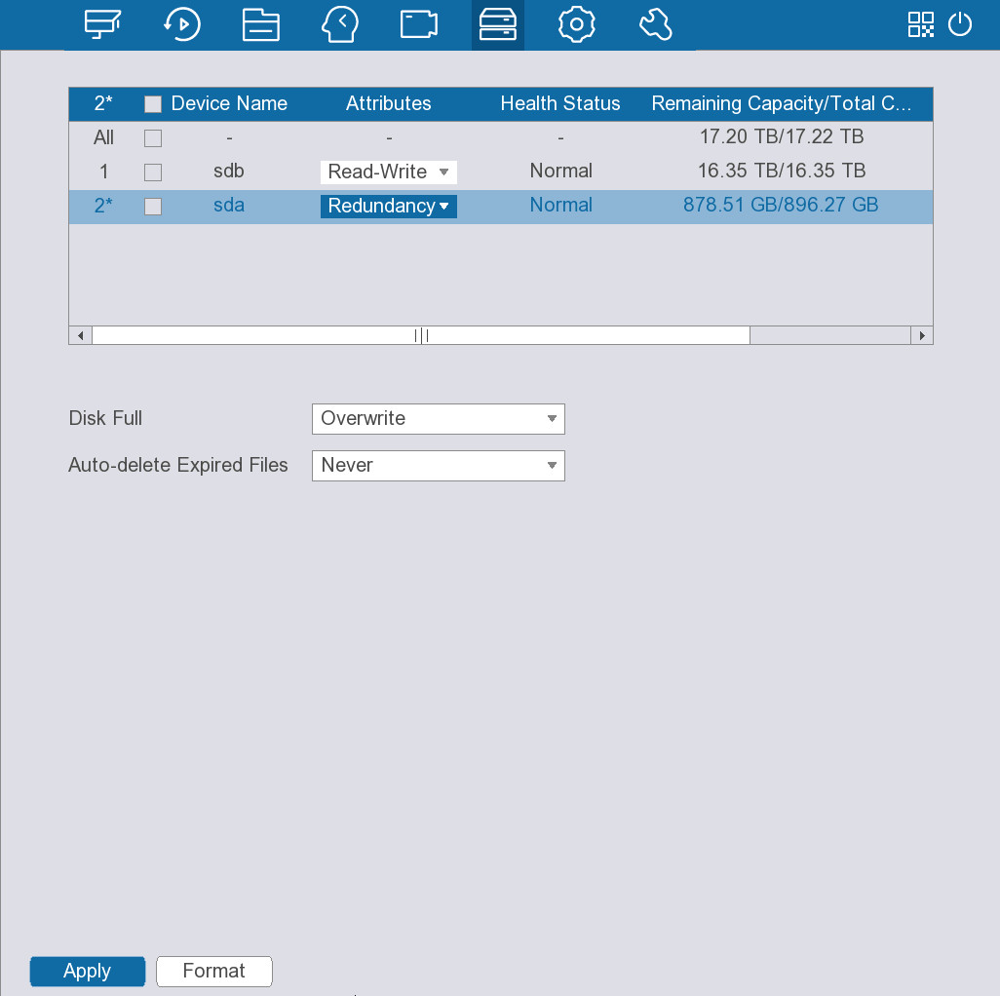 2* Device Name Attributes Health Status Remaining Capacity/Total C...
All - - - 17.20 TB/17.22 TB
1 sdb Read-Write Normal 16.35 TB/16.35 TB
2* sda Redundancy Normal 878.51 GB/896.27 GB
Disk Full Overwrite
Auto-delete Expired Files Never
Apply Format